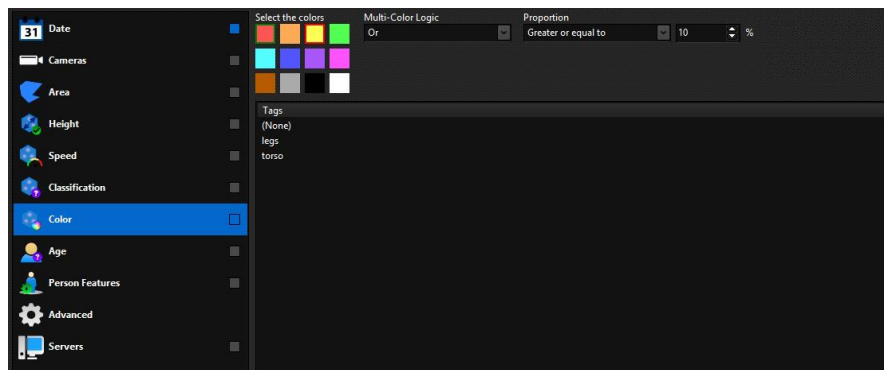 31 Date
Cameras
Area
Height
Speed
Classification
Color
Age
Person Features
Advanced
Servers
Select the colors
Multi-Color Logic
Or
Proportion
Greater or equal to 10 %
Tags
(None)
legs
torso